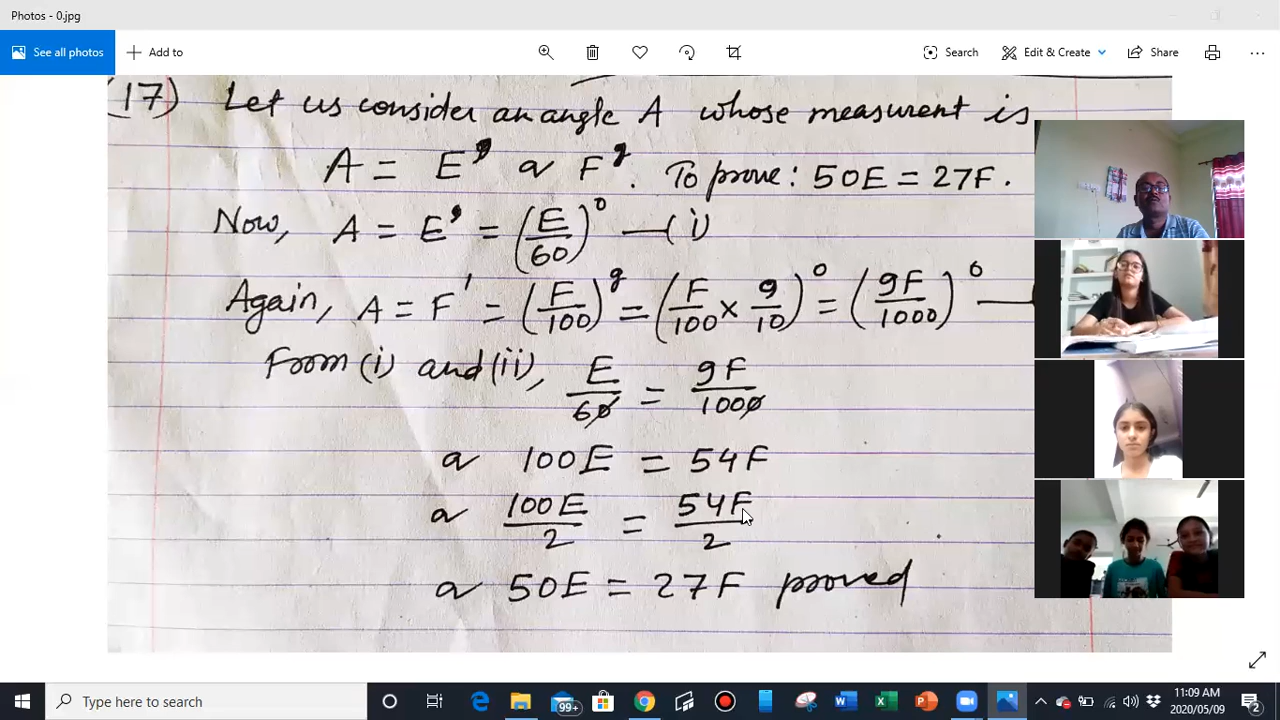 Photos - 0.jpg
See all photos
Add to
Search
Edit & Create
Share
(17) Let us consider an angle A whose measurent is
A = E' or F'. To prove: 50E = 27F.
Now, A = E' = (E/60)° —(i)
Again, A = F' = (F/100)ᵍ = (F/100 × 9/10)° = (9F/1000)° —
From (i) and (ii), E/60 = 9F/1000
or 100E = 54F
or 100E/2 = 54F/2
or 50E = 27F proved
Type here to search
99+
11:09 AM
2020/05/09
2